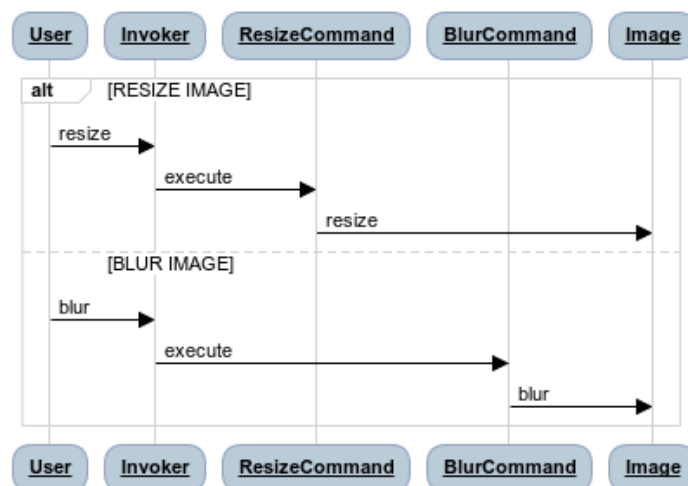 User Invoker ResizeCommand BlurCommand Image
alt [RESIZE IMAGE]
resize
execute
resize
[BLUR IMAGE]
blur
execute
blur
User Invoker ResizeCommand BlurCommand Image